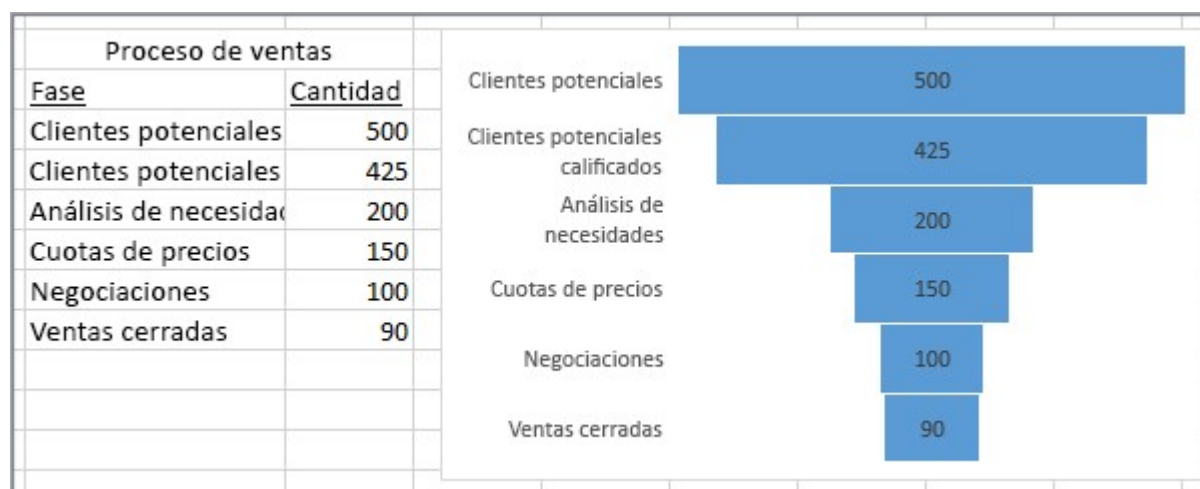 Proceso de ventas
Fase Cantidad
Clientes potenciales 500
Clientes potenciales 425
Análisis de necesidad 200
Cuotas de precios 150
Negociaciones 100
Ventas cerradas 90
Clientes potenciales 500
Clientes potenciales
calificados 425
Análisis de
necesidades 200
Cuotas de precios 150
Negociaciones 100
Ventas cerradas 90